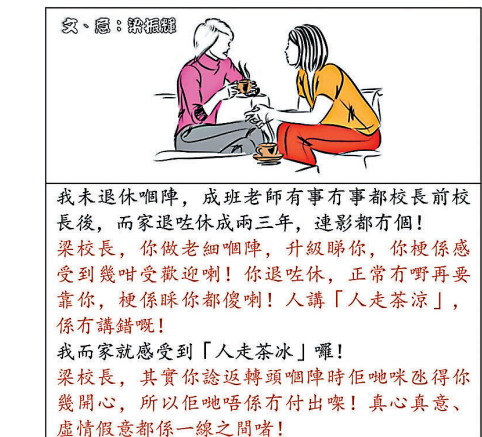 文、意：梁振輝
我未退休嗰陣，成班老師有事冇事都校長前校
長後，而家退咗休成兩三年，連影都冇個！
梁校長，你做老細嗰陣，升級睇你，你梗係感
受到幾咁受歡迎喇！你退咗休，正常冇嘢再要
靠你，梗係睬你都傻喇！人講「人走茶涼」，
係冇講錯嘅！
我而家就感受到「人走茶冰」囉！
梁校長，其實你諗返轉頭嗰陣時佢哋咪氹得你
幾開心，所以佢哋唔係冇付出㗎！真心真意、
虛情假意都係一線之間啫！